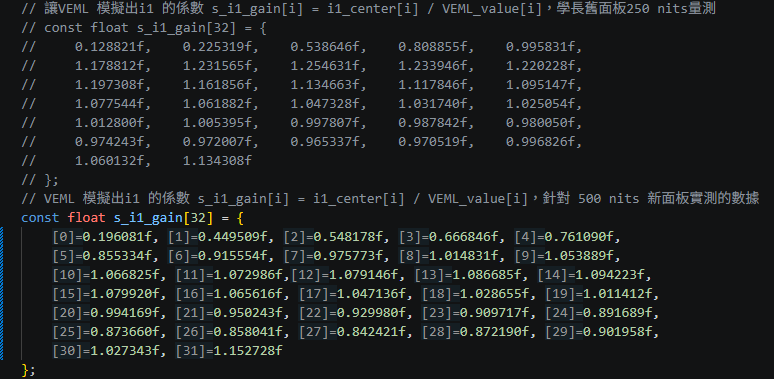 // 讓VEML 模擬出i1 的係數 s_i1_gain[i] = i1_center[i] / VEML_value[i]，學長舊面板250 nits量測
// const float s_i1_gain[32] = {
//     0.128821f,    0.225319f,    0.538646f,    0.808855f,    0.995831f,
//     1.178812f,    1.231565f,    1.254631f,    1.233946f,    1.220228f,
//     1.197308f,    1.161856f,    1.134663f,    1.117846f,    1.095147f,
//     1.077544f,    1.061882f,    1.047328f,    1.031740f,    1.025054f,
//     1.012800f,    1.005395f,    0.997807f,    0.987842f,    0.980050f,
//     0.974243f,    0.972007f,    0.965337f,    0.970519f,    0.996826f,
//     1.060132f,    1.134308f
// };
// VEML 模擬出i1 的係數 s_i1_gain[i] = i1_center[i] / VEML_value[i]，針對 500 nits 新面板實測的數據
const float s_i1_gain[32] = {
    [0]=0.196081f, [1]=0.449509f, [2]=0.548178f, [3]=0.666846f, [4]=0.761090f,
    [5]=0.855334f, [6]=0.915554f, [7]=0.975773f, [8]=1.014831f, [9]=1.053889f,
    [10]=1.066825f, [11]=1.072986f,[12]=1.079146f, [13]=1.086685f, [14]=1.094223f,
    [15]=1.079920f, [16]=1.065616f, [17]=1.047136f, [18]=1.028655f, [19]=1.011412f,
    [20]=0.994169f, [21]=0.950243f, [22]=0.929980f, [23]=0.909717f, [24]=0.891689f,
    [25]=0.873660f, [26]=0.858041f, [27]=0.842421f, [28]=0.872190f, [29]=0.901958f,
    [30]=1.027343f, [31]=1.152728f
};